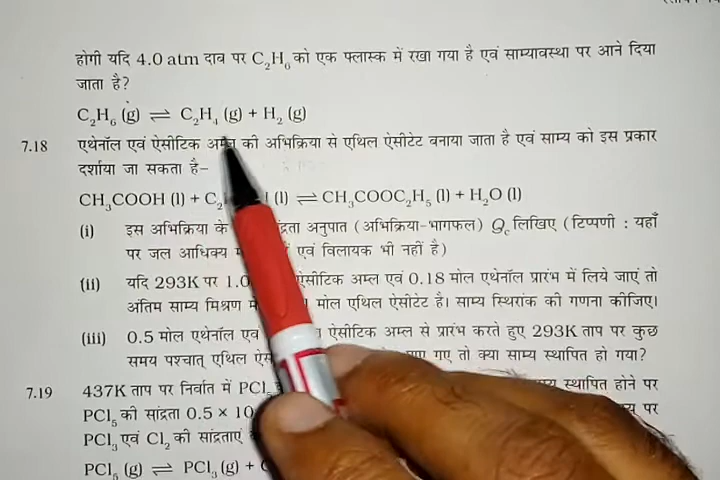 होगी यदि 4.0 atm दाव पर C₂H₆ को एक फ्लास्क में रखा गया है एवं साम्यावस्था पर आने दिया
जाता है?
C₂H₆ (g) ⇌ C₂H₄ (g) + H₂ (g)
7.18 एथेनॉल एवं ऐसीटिक अम्ल की अभिक्रिया से एथिल ऐसीटेट बनाया जाता है एवं साम्य को इस प्रकार
दर्शाया जा सकता है–
CH₃COOH (l) + C₂ (l) ⇌ CH₃COOC₂H₅ (l) + H₂O (l)
(i) इस अभिक्रिया के अनुपात (अभिक्रिया-भागफल) Q꜀ लिखिए (टिप्पणी : यहाँ
पर जल आधिक्य एवं विलायक भी नहीं है)
(ii) यदि 293K पर 1.0 ऐसीटिक अम्ल एवं 0.18 मोल एथेनॉल प्रारंभ में लिये जाएं तो
अंतिम साम्य मिश्रण मोल एथिल ऐसीटेट है। साम्य स्थिरांक की गणना कीजिए।
(iii) 0.5 मोल एथेनॉल एवं ऐसीटिक अम्ल से प्रारंभ करते हुए 293K ताप पर कुछ
समय पश्चात् एथिल गए तो क्या साम्य स्थापित हो गया?
7.19 437K ताप पर निर्वात में PCl₅ साम्य स्थापित होने पर
PCl₅ की सांद्रता 0.5 × 10 पर
PCl₃ एवं Cl₂ की सांद्रताएं
PCl₅ (g) ⇌ PCl₃ (g) +